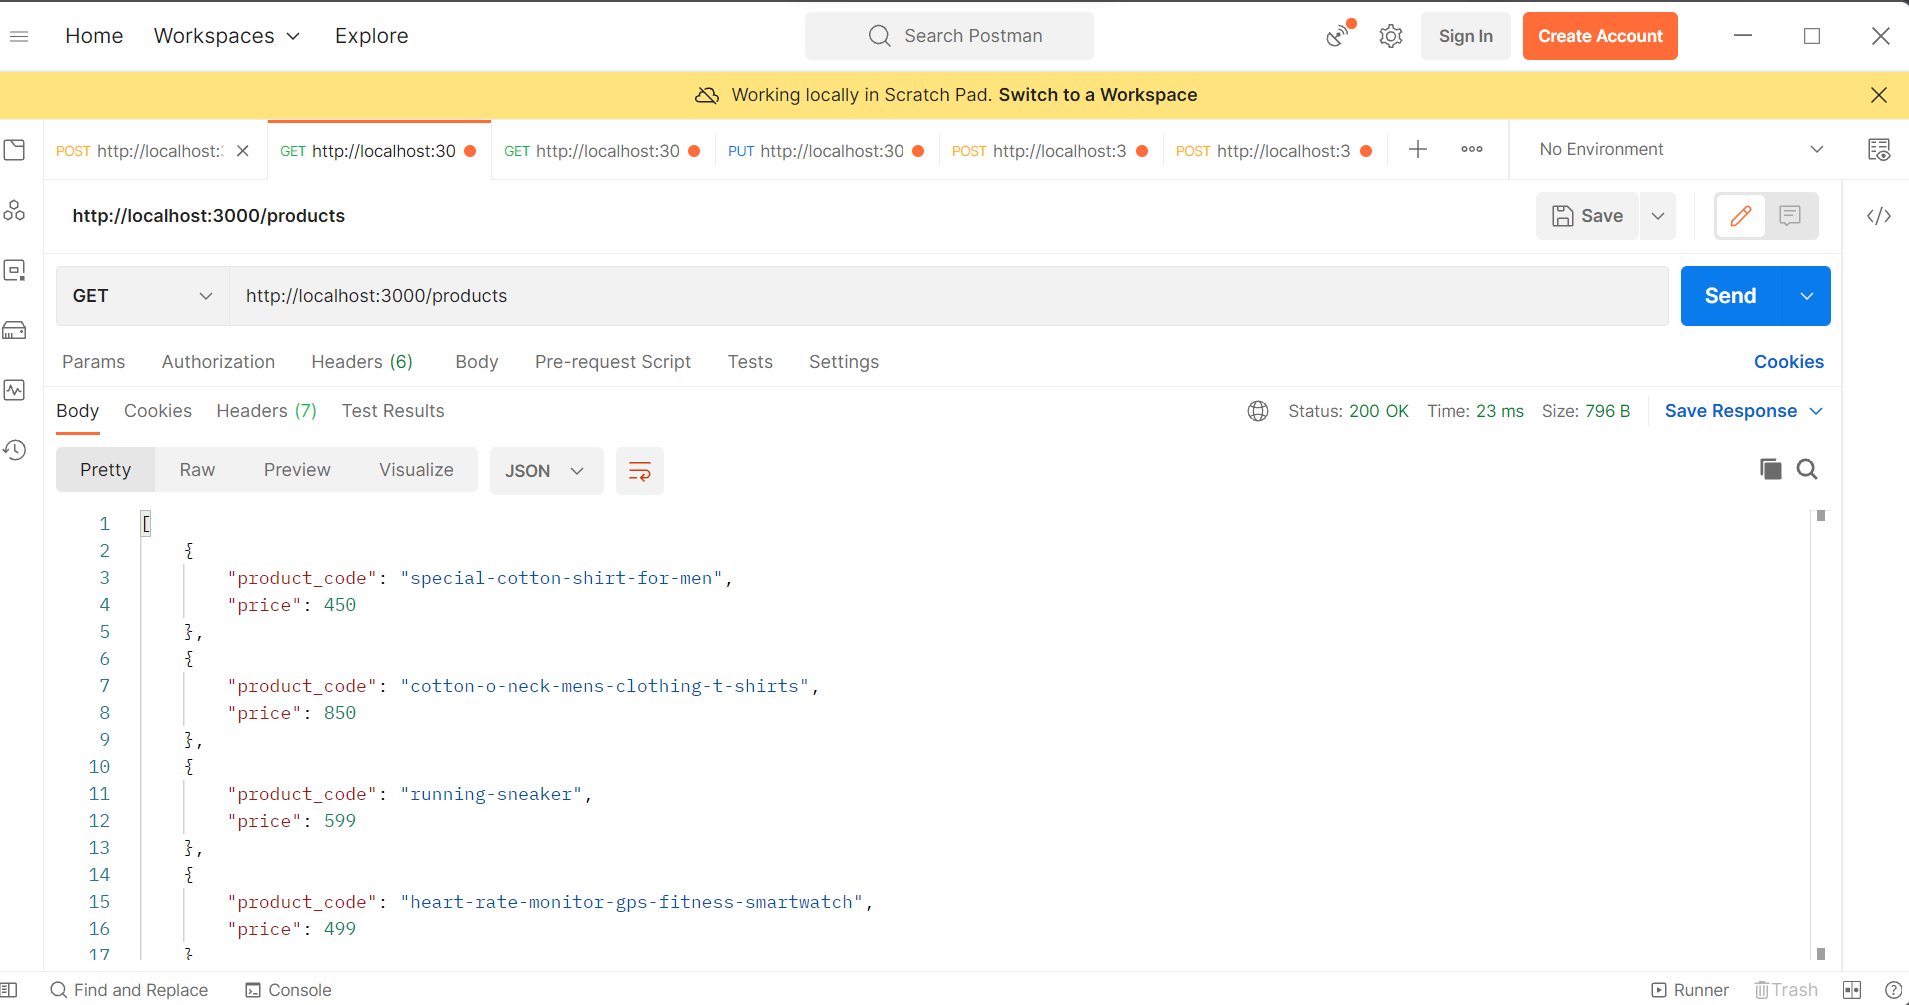 Home Workspaces Explore Search Postman Sign In Create Account
Working locally in Scratch Pad. Switch to a Workspace
POST http://localhost: GET http://localhost:30 GET http://localhost:30 PUT http://localhost:30 POST http://localhost:3 POST http://localhost:3 No Environment
http://localhost:3000/products Save
GET http://localhost:3000/products Send
Params Authorization Headers (6) Body Pre-request Script Tests Settings Cookies
Body Cookies Headers (7) Test Results Status: 200 OK Time: 23 ms Size: 796 B Save Response
Pretty Raw Preview Visualize JSON
1 [
2 {
3 "product_code": "special-cotton-shirt-for-men",
4 "price": 450
5 },
6 {
7 "product_code": "cotton-o-neck-mens-clothing-t-shirts",
8 "price": 850
9 },
10 {
11 "product_code": "running-sneaker",
12 "price": 599
13 },
14 {
15 "product_code": "heart-rate-monitor-gps-fitness-smartwatch",
16 "price": 499
17 }
Find and Replace Console Runner Trash